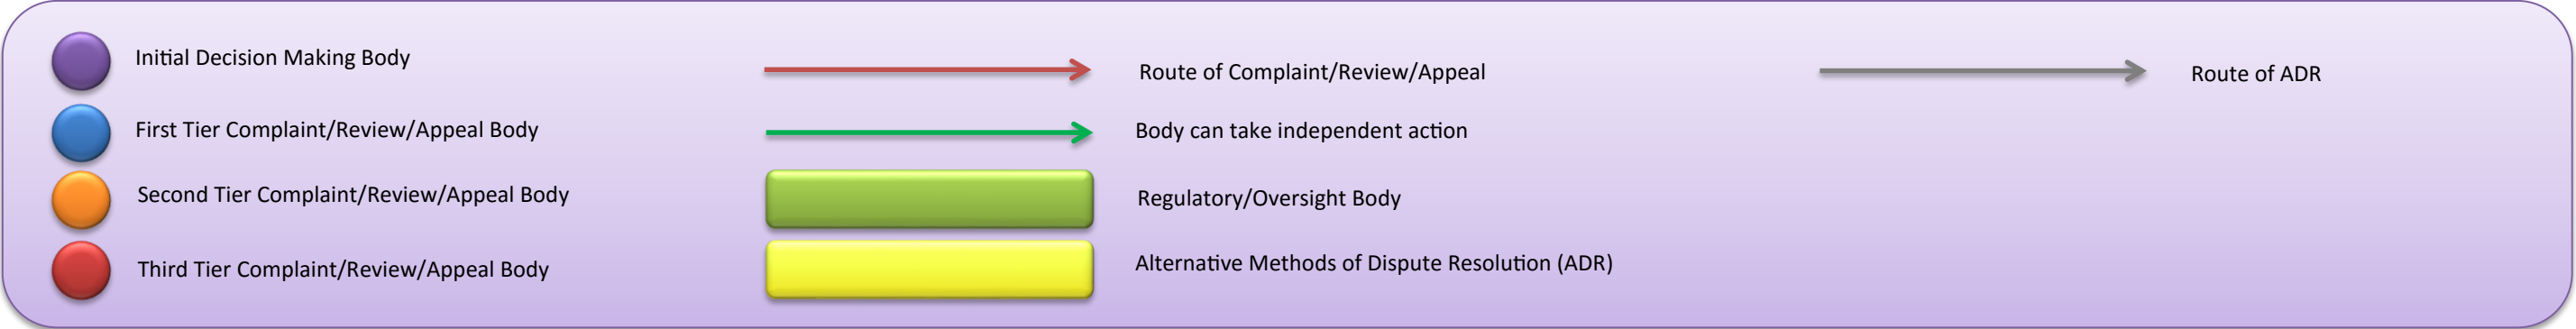 Initial Decision Making Body
First Tier Complaint/Review/Appeal Body
Second Tier Complaint/Review/Appeal Body
Third Tier Complaint/Review/Appeal Body
Route of Complaint/Review/Appeal
Body can take independent action
Regulatory/Oversight Body
Alternative Methods of Dispute Resolution (ADR)
Route of ADR